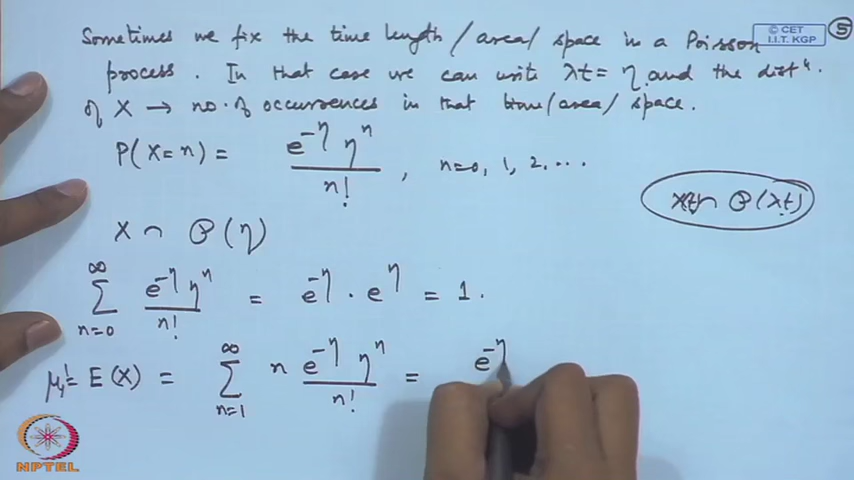 Sometimes we fix the time length / area / space in a Poisson
process. In that case we can write λt = η and the distⁿ.
of X → no. of occurrences in that time/area/space.
P(X=n) = e^{-η} η^n / n! , n=0, 1, 2, ...
X(t) ~ P(λt)
X ~ P(η)
∑_{n=0}^{∞} e^{-η} η^n / n! = e^{-η} · e^{η} = 1.
μ₁' = E(X) = ∑_{n=1}^{∞} n e^{-η} η^n / n! = e^{-η}
© CET
I.I.T. KGP
5
NPTEL